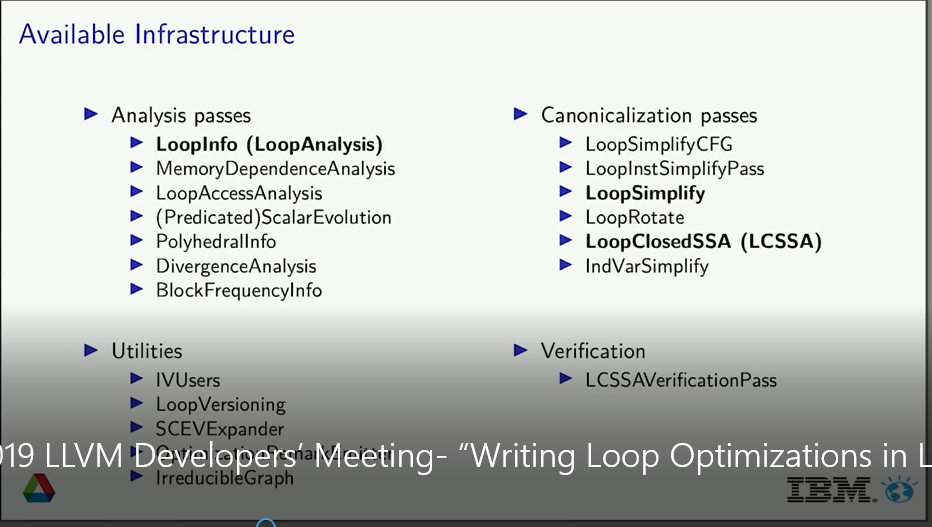 Available Infrastructure
Analysis passes
LoopInfo (LoopAnalysis)
MemoryDependenceAnalysis
LoopAccessAnalysis
(Predicated)ScalarEvolution
PolyhedralInfo
DivergenceAnalysis
BlockFrequencyInfo
Canonicalization passes
LoopSimplifyCFG
LoopInstSimplifyPass
LoopSimplify
LoopRotate
LoopClosedSSA (LCSSA)
IndVarSimplify
Utilities
IVUsers
LoopVersioning
SCEVExpander
IrreducibleGraph
Verification
LCSSAVerificationPass
019 LLVM Developers’ Meeting- “Writing Loop Optimizations in L
IBM.